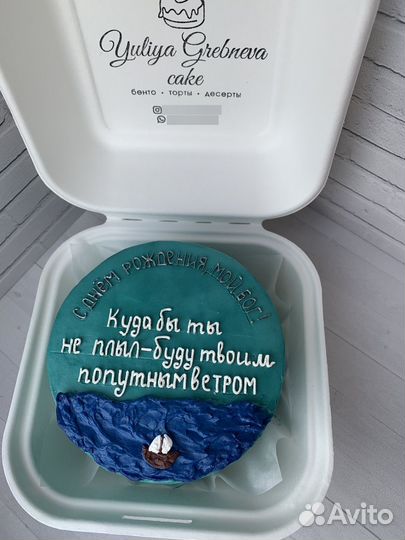 Yuliya Grebneva
cake
бенто • торты • десерты
С ДНЁМ РОЖДЕНИЯ, МОЙ БОГ!
Куда бы ты
не плыл-буду твоим
попутным ветром
Avito